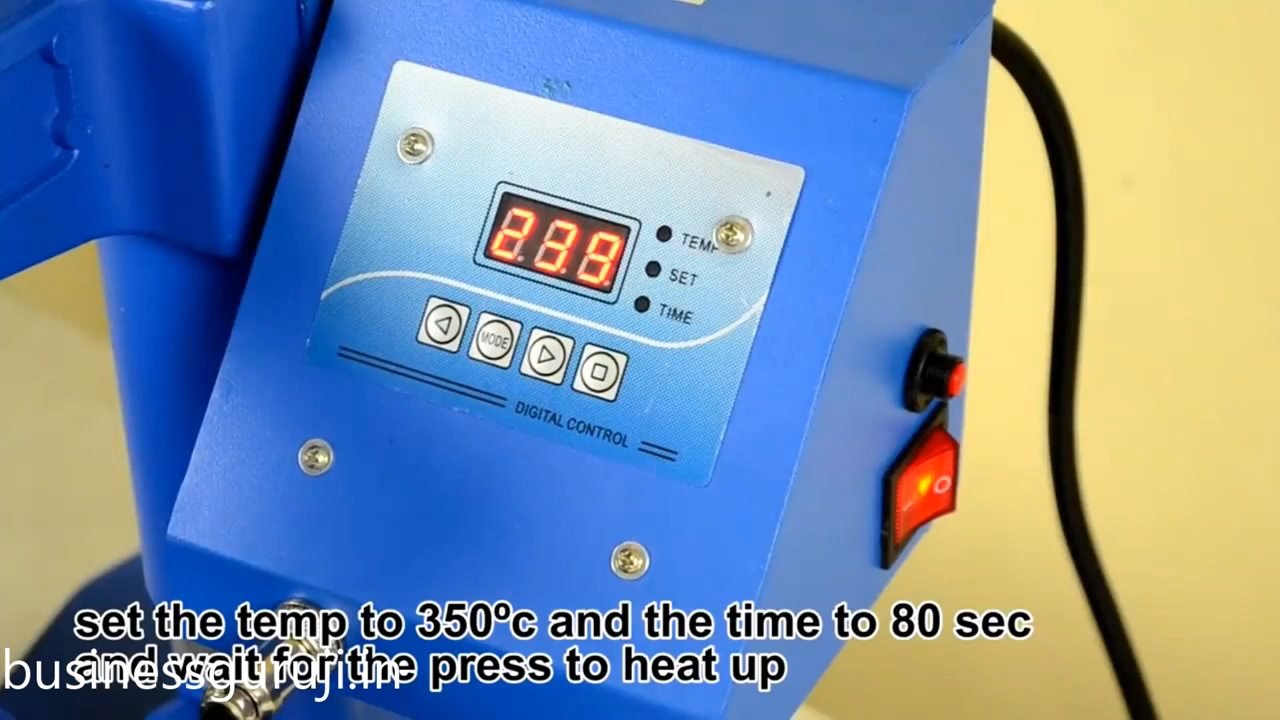 233
TEMP
SET
TIME
MODE
DIGITAL CONTROL
set the temp to 350ºc and the time to 80 sec
and wait for the press to heat up
businessguruji.in